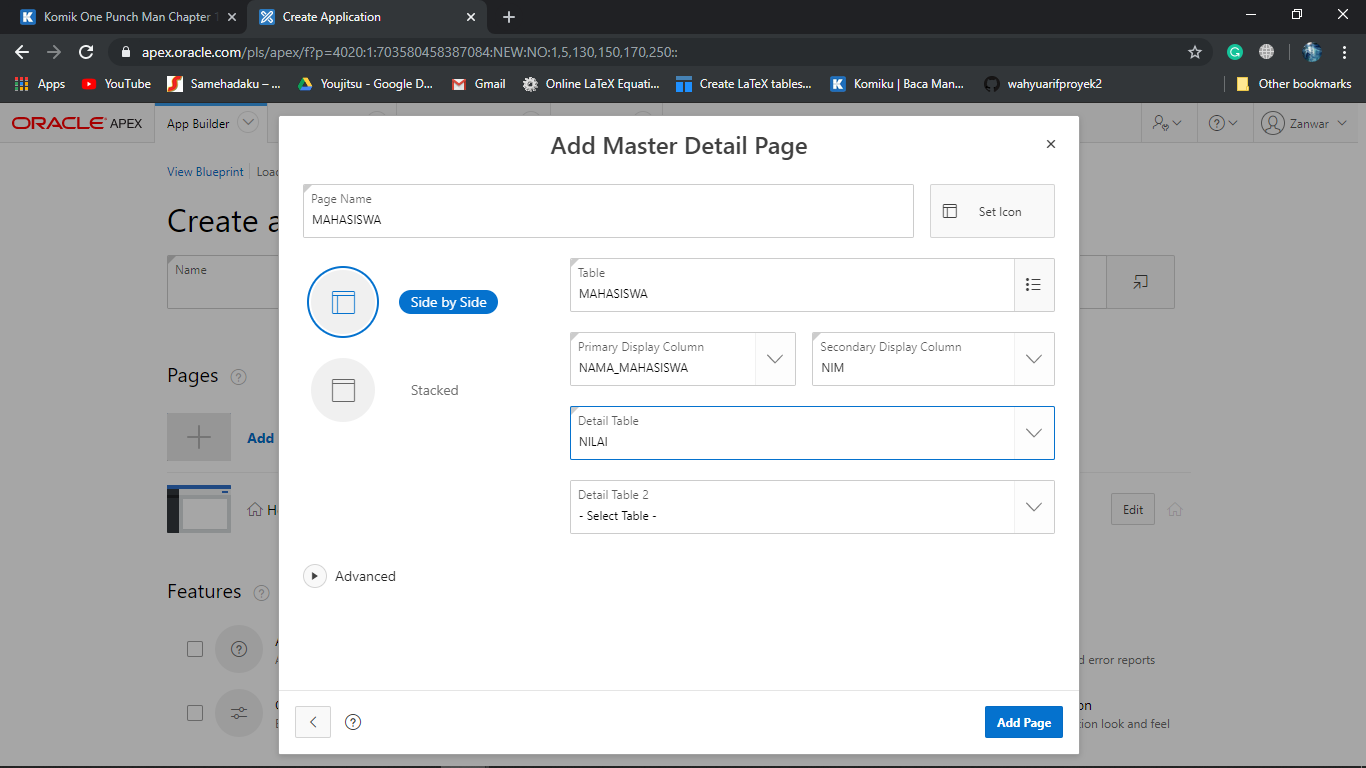 Komik One Punch Man Chapter 1
Create Application
apex.oracle.com/pls/apex/f?p=4020:1:703580458387084:NEW:NO:1,5,130,150,170,250::
Apps
YouTube
Samehadaku – ...
Youjitsu - Google D...
Gmail
Online LaTeX Equati...
Create LaTeX tables...
Komiku | Baca Man...
wahyuarifproyek2
Other bookmarks
ORACLE APEX
App Builder
Zanwar
View Blueprint
Loa
Create a
Name
Pages
Add
H
Edit
Features
d error reports
on
tion look and feel
Add Master Detail Page
Page Name
MAHASISWA
Set Icon
Side by Side
Stacked
Table
MAHASISWA
Primary Display Column
NAMA_MAHASISWA
Secondary Display Column
NIM
Detail Table
NILAI
Detail Table 2
- Select Table -
Advanced
Add Page